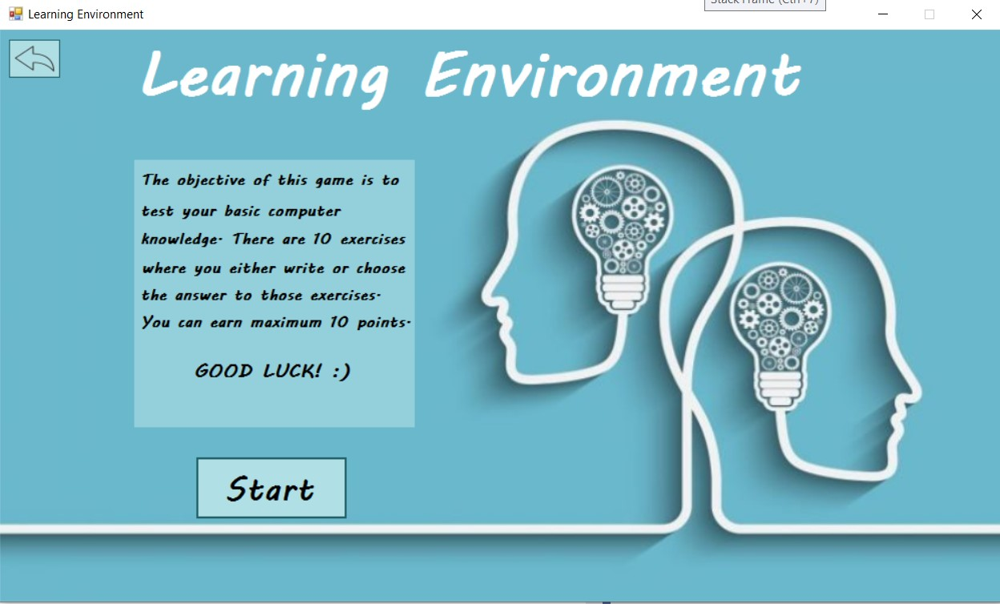 Stack Frame (Ctrl+7)
Learning Environment
Learning Environment
The objective of this game is to
test your basic computer
knowledge. There are 10 exercises
where you either write or choose
the answer to those exercises.
You can earn maximum 10 points.
GOOD LUCK! :)
Start